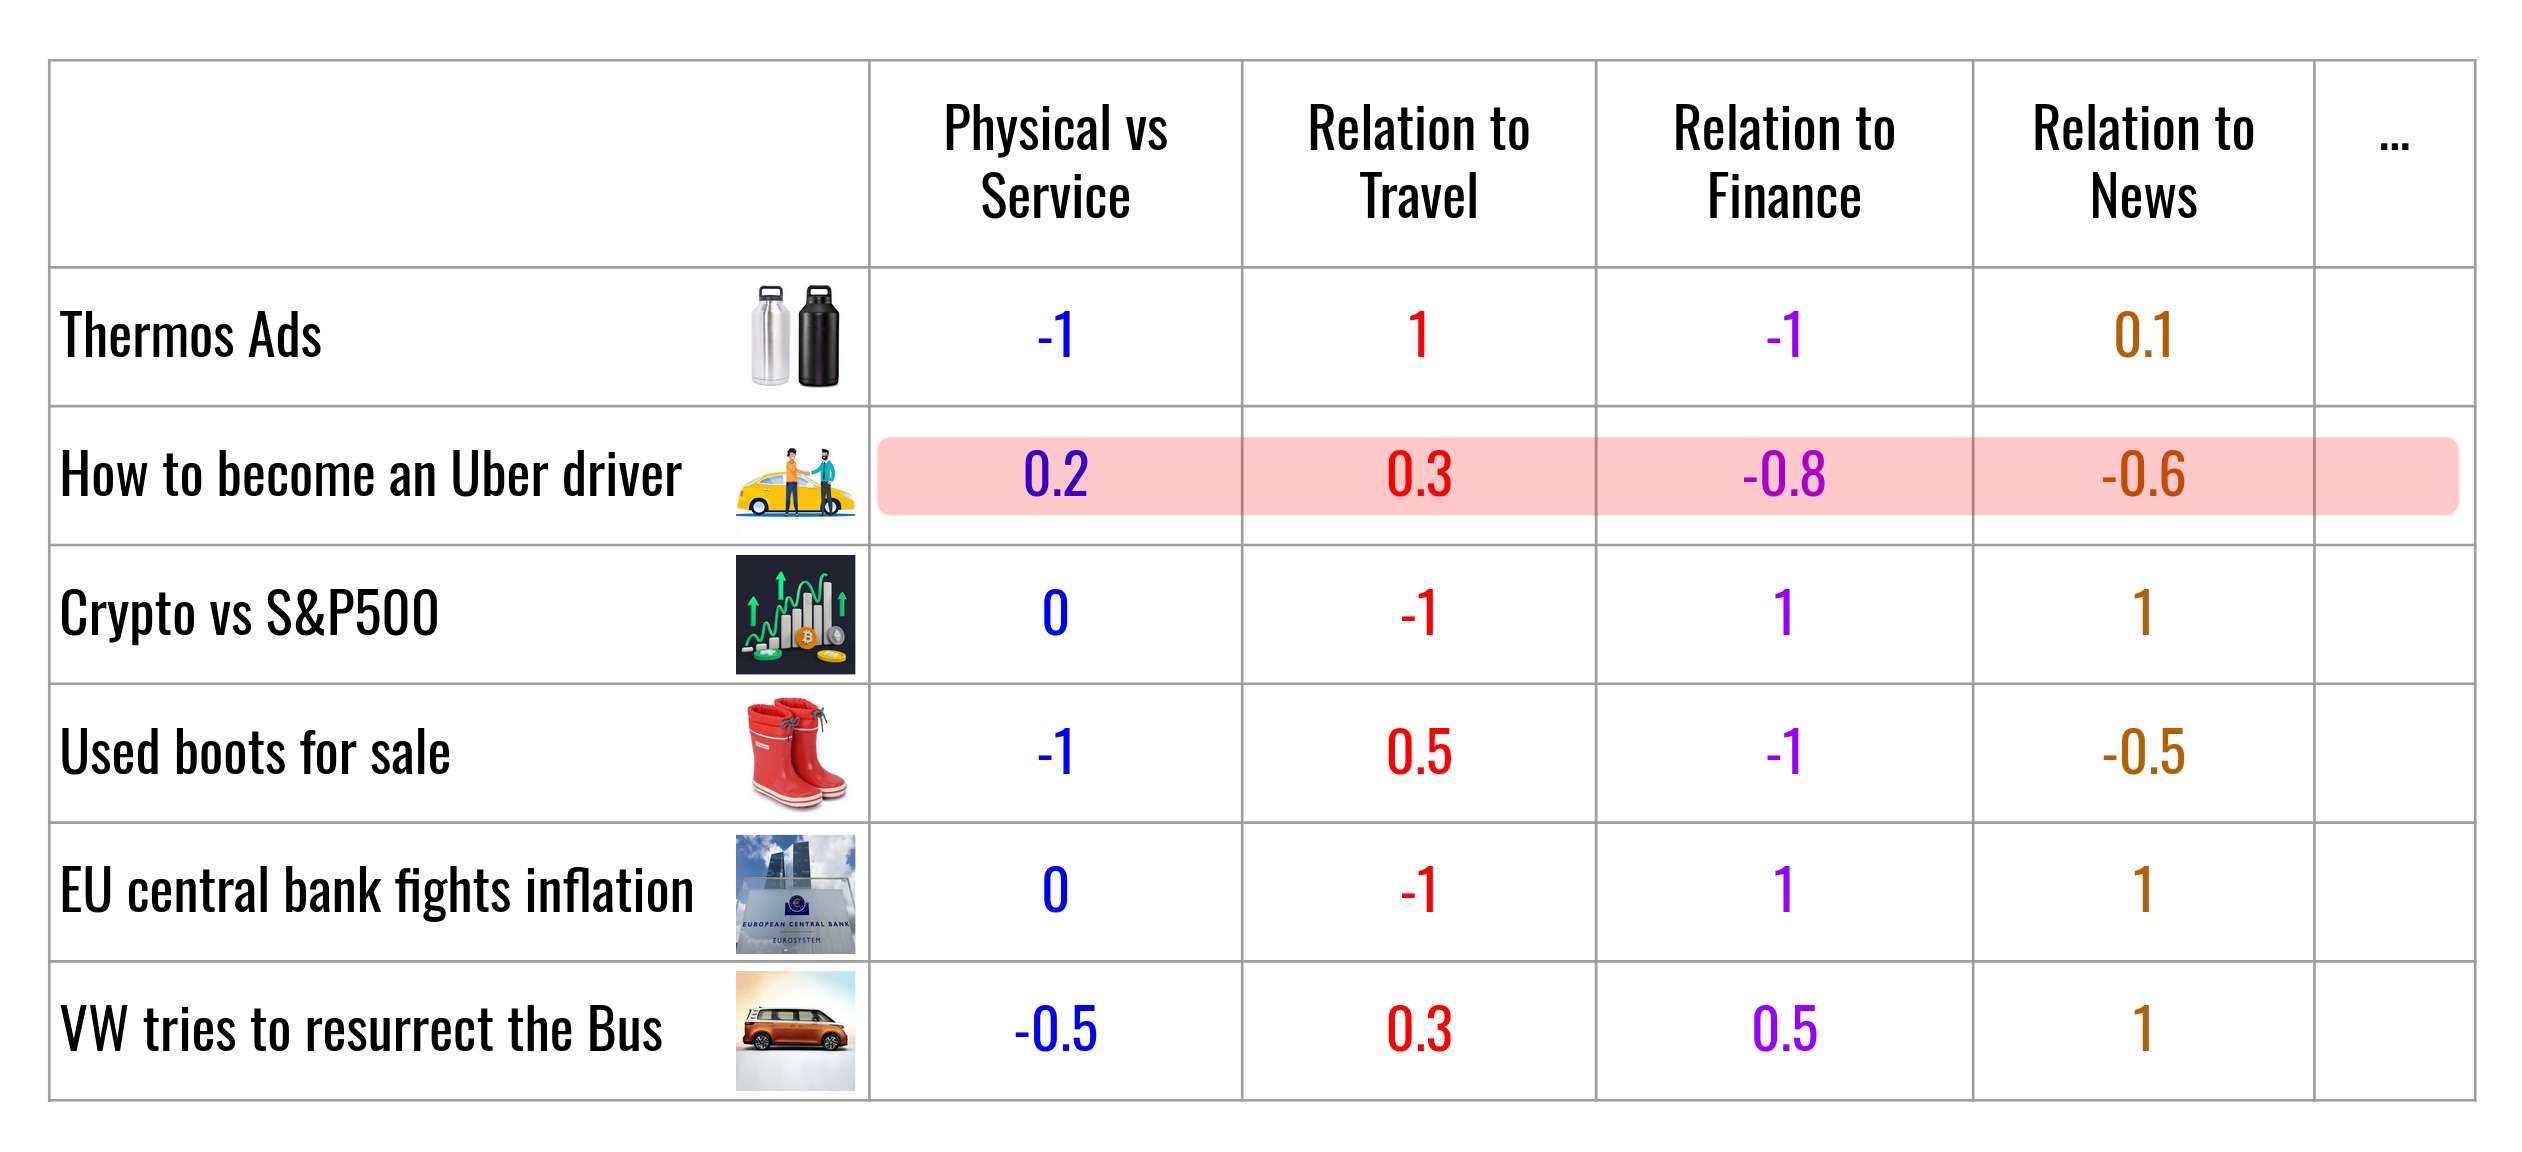 Physical vs
Service
Relation to
Travel
Relation to
Finance
Relation to
News
...
Thermos Ads -1 1 -1 0.1
How to become an Uber driver 0.2 0.3 -0.8 -0.6
Crypto vs S&P500 0 -1 1 1
Used boots for sale -1 0.5 -1 -0.5
EU central bank fights inflation 0 -1 1 1
EUROPEAN CENTRAL BANK
EUROSYSTEM
VW tries to resurrect the Bus -0.5 0.3 0.5 1